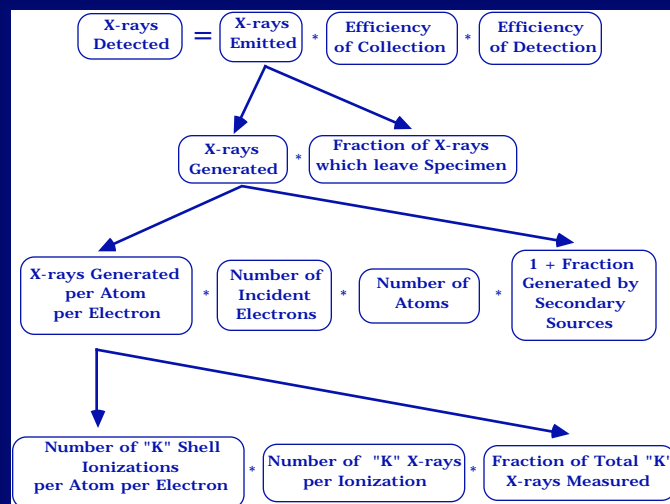 X-rays
Detected
=
X-rays
Emitted
*
Efficiency
of Collection
*
Efficiency
of Detection
X-rays
Generated
*
Fraction of X-rays
which leave Specimen
X-rays Generated
per Atom
per Electron
*
Number of
Incident
Electrons
*
Number of
Atoms
*
1 + Fraction
Generated by
Secondary
Sources
Number of "K" Shell
Ionizations
per Atom per Electron
*
Number of "K" X-rays
per Ionization
*
Fraction of Total "K"
X-rays Measured